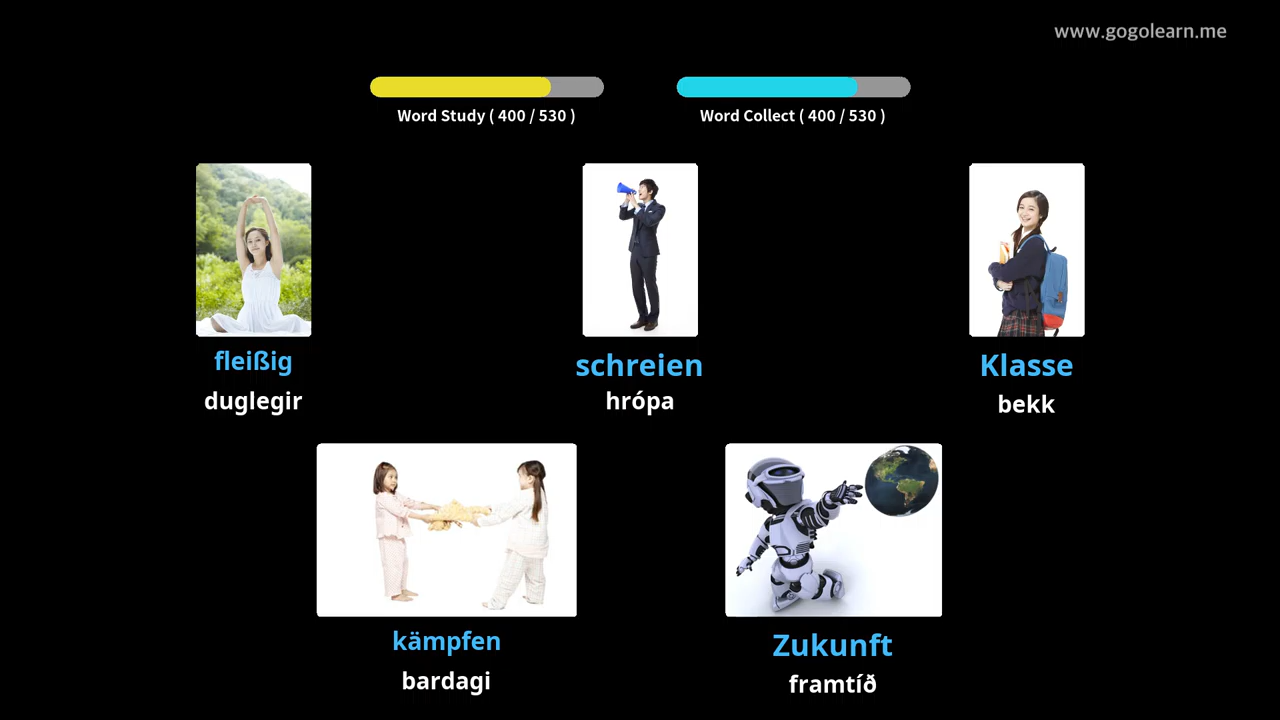 www.gogolearn.me
Word Study ( 400 / 530 )
Word Collect ( 400 / 530 )
fleißig
duglegir
schreien
hrópa
Klasse
bekk
kämpfen
bardagi
Zukunft
framtíð